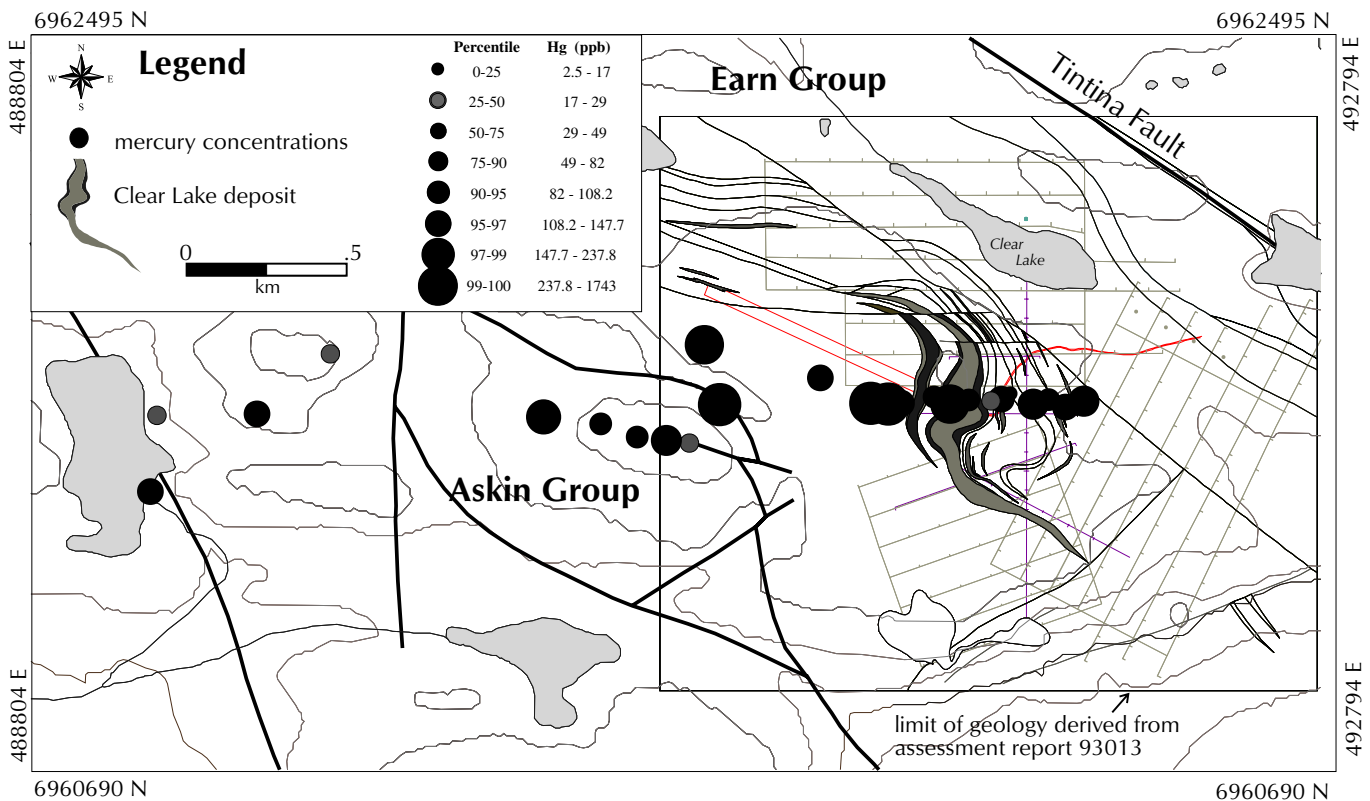 6962495 N
6962495 N
488804 E
492794 E
Legend
N
W
E
S
mercury concentrations
Clear Lake deposit
0
.5
km
Percentile Hg (ppb)
0-25 2.5 - 17
25-50 17 - 29
50-75 29 - 49
75-90 49 - 82
90-95 82 - 108.2
95-97 108.2 - 147.7
97-99 147.7 - 237.8
99-100 237.8 - 1743
Earn Group
Tintina Fault
Clear
Lake
Askin Group
limit of geology derived from
assessment report 93013
488804 E
492794 E
6960690 N
6960690 N